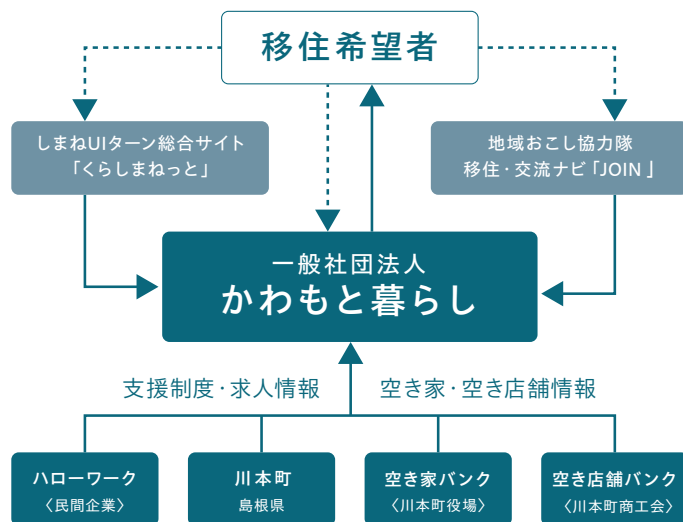 移住希望者
しまねUIターン総合サイト
「くらしまねっと」
地域おこし協力隊
移住・交流ナビ「JOIN 」
一般社団法人
かわもと暮らし
支援制度・求人情報
空き家・空き店舗情報
ハローワーク
〈民間企業〉
川本町
島根県
空き家バンク
〈川本町役場〉
空き店舗バンク
〈川本町商工会〉